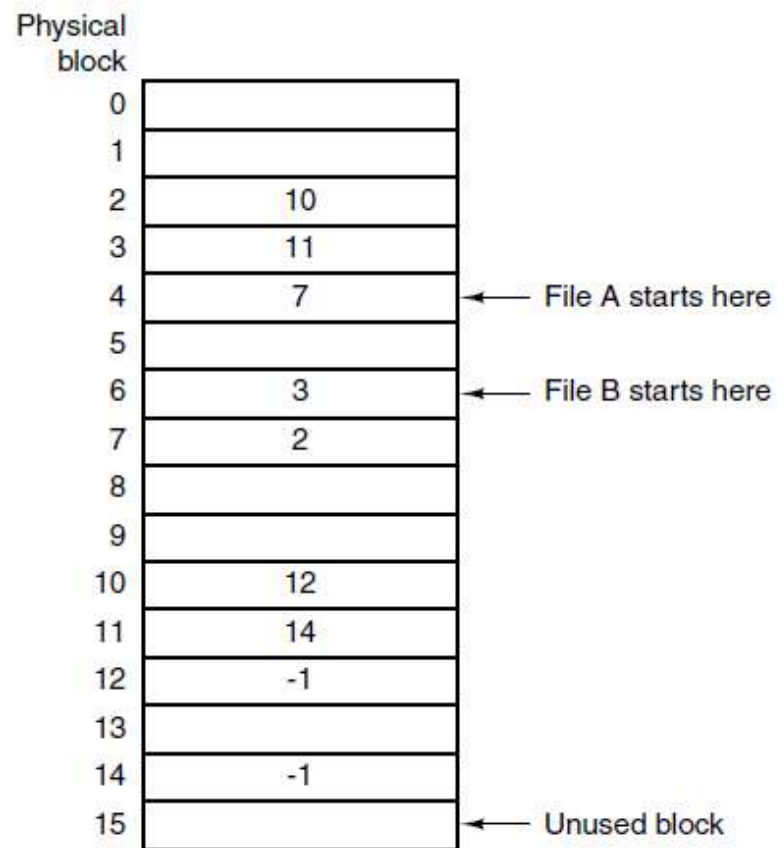 Physical
block
0
1
2 10
3 11
4 7 File A starts here
5
6 3 File B starts here
7 2
8
9
10 12
11 14
12 -1
13
14 -1
15 Unused block